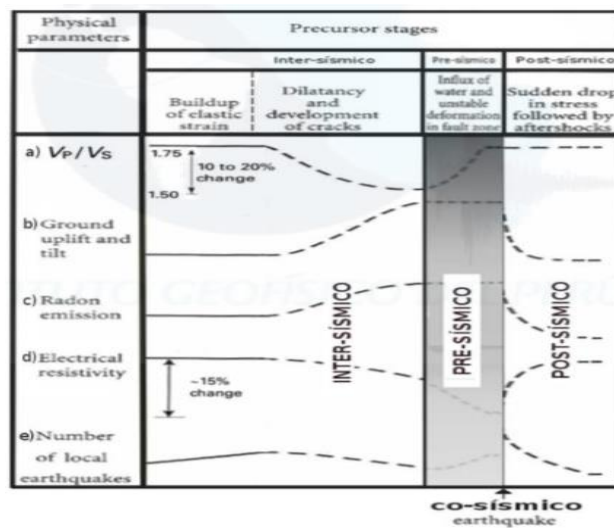 Physical
parameters
Precursor stages
Inter-sísmico
Pre-sísmico
Post-sísmico
Buildup
of elastic
strain
Dilatancy
and
development
of cracks
Influx of
water and
unstable
deformation
in fault zone
Sudden drop
in stress
followed by
aftershocks
a) VP/VS
1.75
10 to 20%
change
1.50
b) Ground
uplift and
tilt
c) Radon
emission
d) Electrical
resistivity
~15%
change
e) Number
of local
earthquakes
INTER-SÍSMICO
PRE-SÍSMICO
POST-SÍSMICO
co-sísmico
earthquake